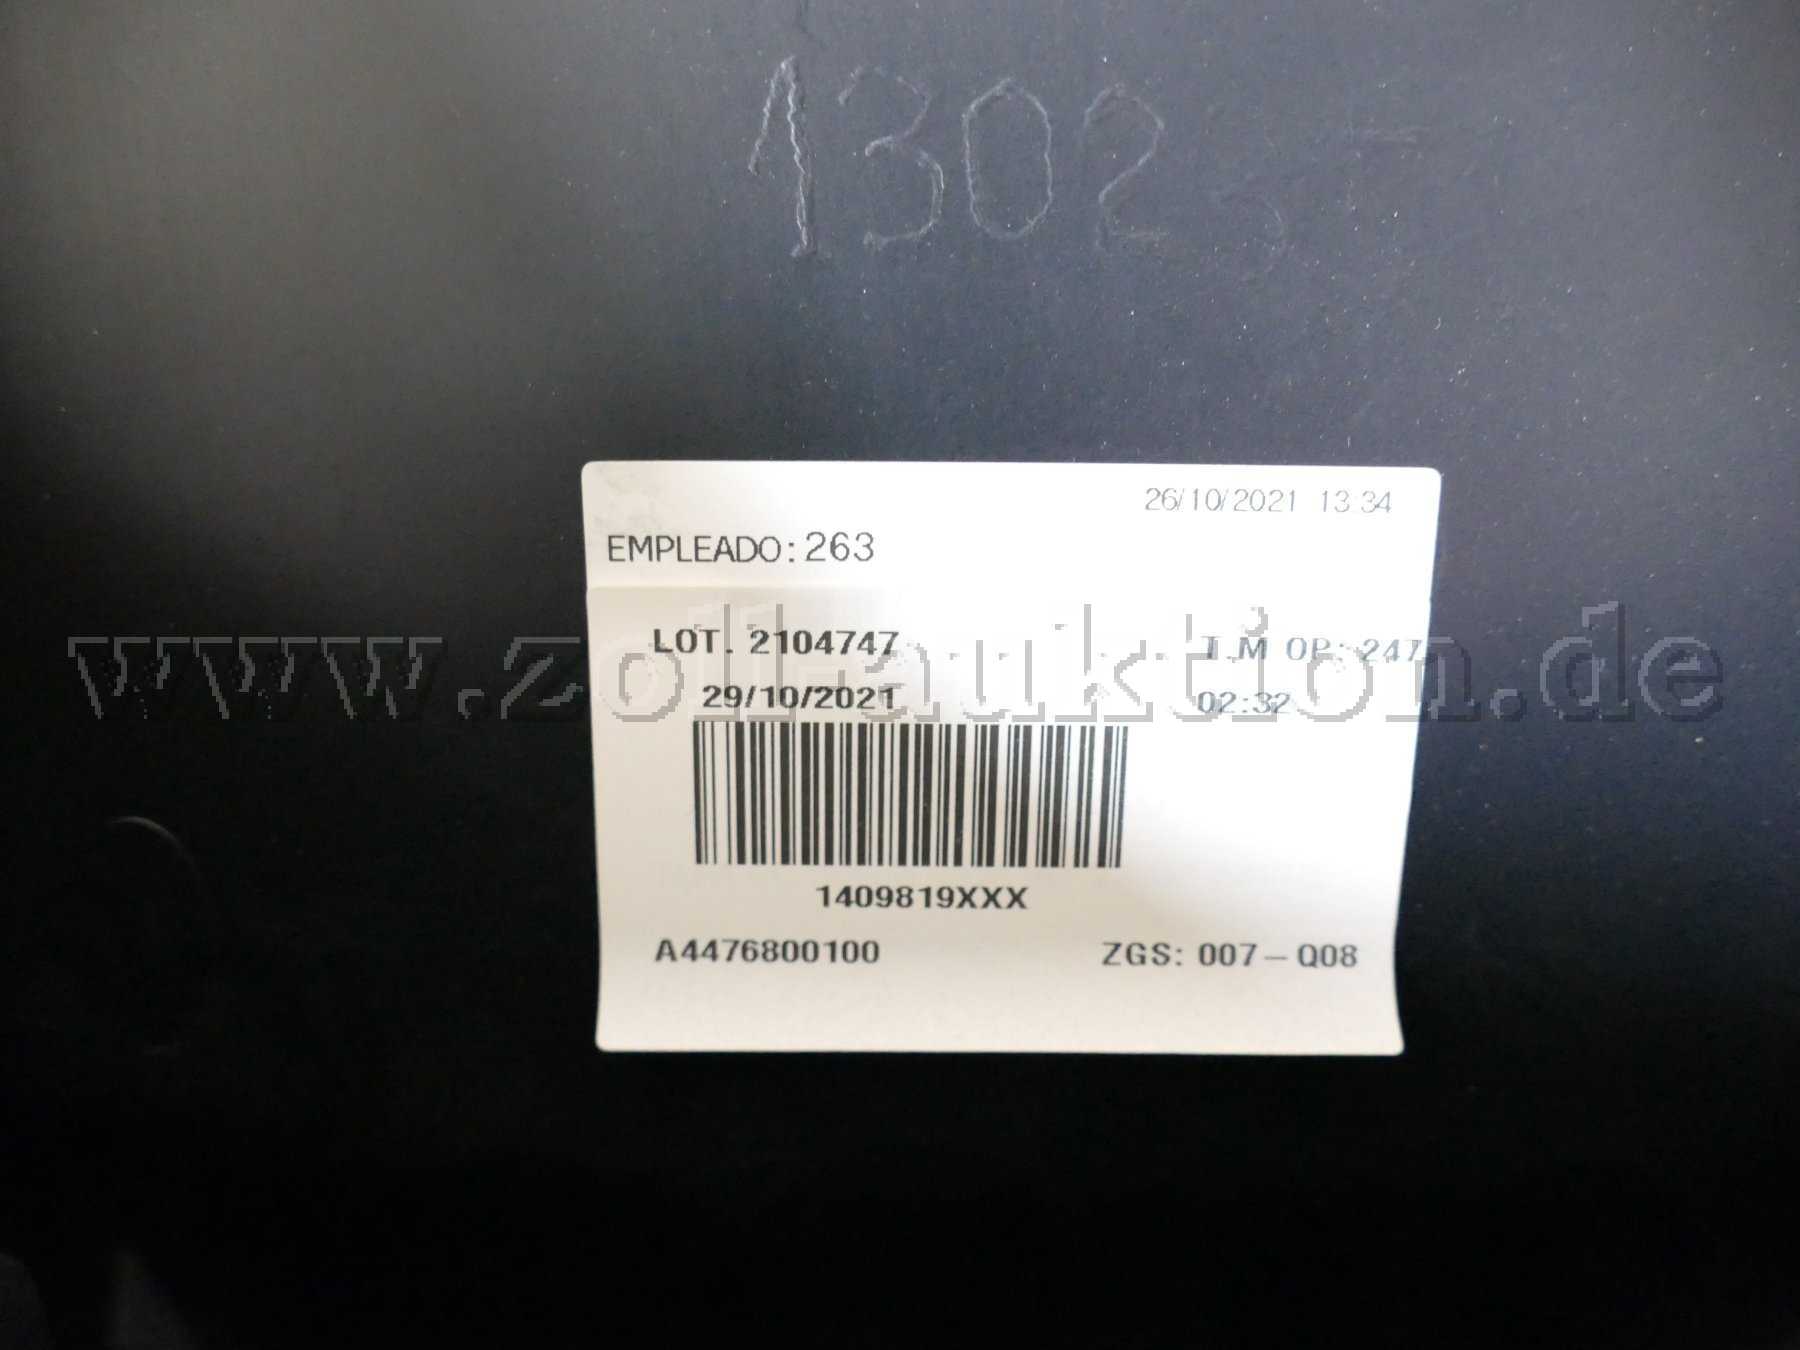 1302
26/10/2021 13:34
EMPLEADO: 263
LOT. 2104747 T.M OP: 247
29/10/2021 02:32
www.zoll-auktion.de
1409819XXX
A4476800100 ZGS: 007-Q08